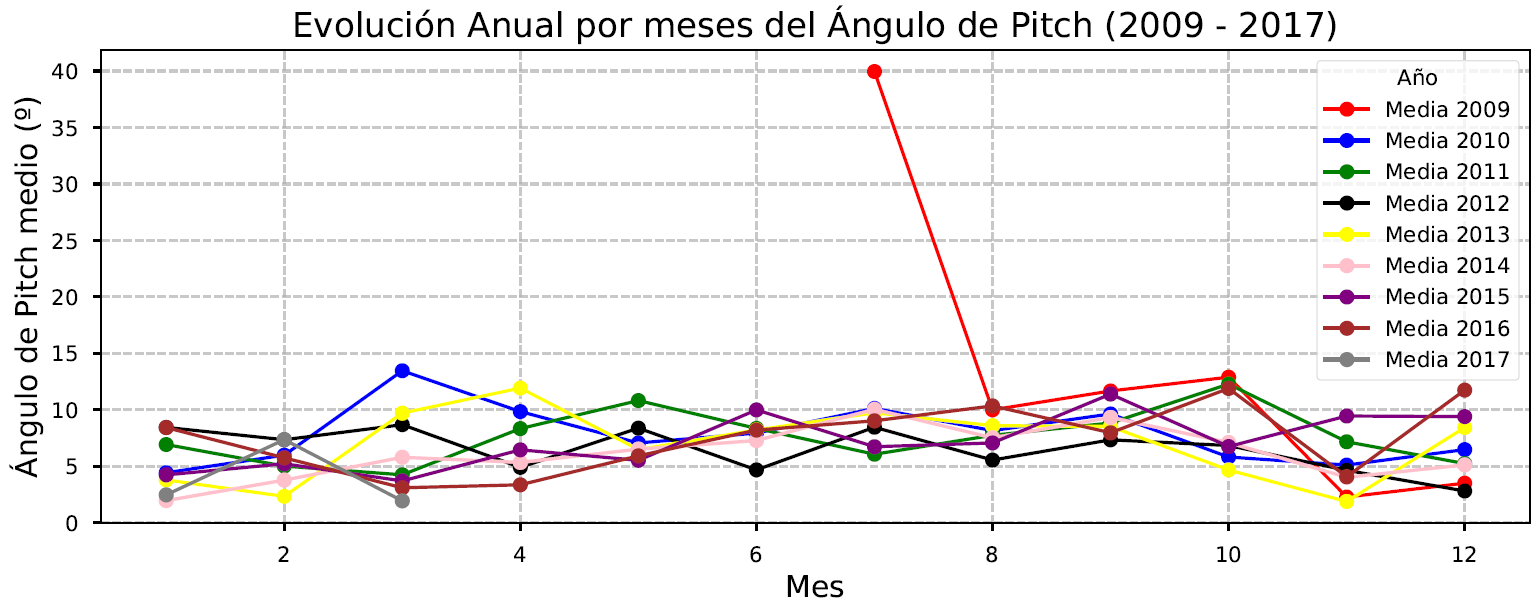 Evolución Anual por meses del Ángulo de Pitch (2009 - 2017)
Ángulo de Pitch medio (º)
40
35
30
25
20
15
10
5
0
2
4
6
8
10
12
Mes
Año
Media 2009
Media 2010
Media 2011
Media 2012
Media 2013
Media 2014
Media 2015
Media 2016
Media 2017